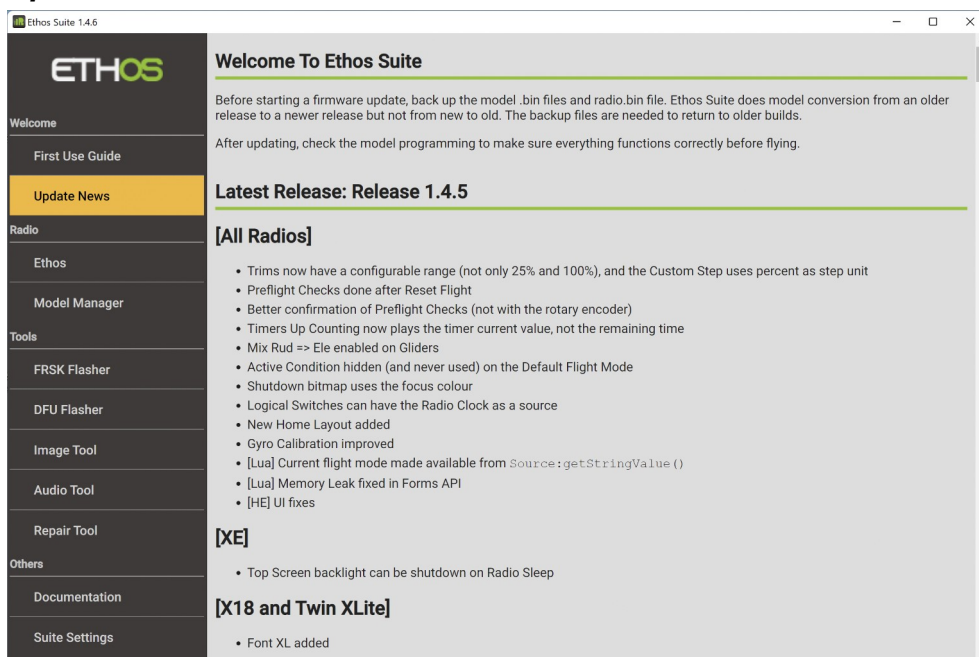 Ethos Suite 1.4.6
ETHOS
Welcome
First Use Guide
Update News
Radio
Ethos
Model Manager
Tools
FRSK Flasher
DFU Flasher
Image Tool
Audio Tool
Repair Tool
Others
Documentation
Suite Settings
Welcome To Ethos Suite
Before starting a firmware update, back up the model .bin files and radio.bin file. Ethos Suite does model conversion from an older
release to a newer release but not from new to old. The backup files are needed to return to older builds.
After updating, check the model programming to make sure everything functions correctly before flying.
Latest Release: Release 1.4.5
[All Radios]
• Trims now have a configurable range (not only 25% and 100%), and the Custom Step uses percent as step unit
• Preflight Checks done after Reset Flight
• Better confirmation of Preflight Checks (not with the rotary encoder)
• Timers Up Counting now plays the timer current value, not the remaining time
• Mix Rud => Ele enabled on Gliders
• Active Condition hidden (and never used) on the Default Flight Mode
• Shutdown bitmap uses the focus colour
• Logical Switches can have the Radio Clock as a source
• New Home Layout added
• Gyro Calibration improved
• [Lua] Current flight mode made available from Source:getStringValue()
• [Lua] Memory Leak fixed in Forms API
• [HE] UI fixes
[XE]
• Top Screen backlight can be shutdown on Radio Sleep
[X18 and Twin XLite]
• Font XL added